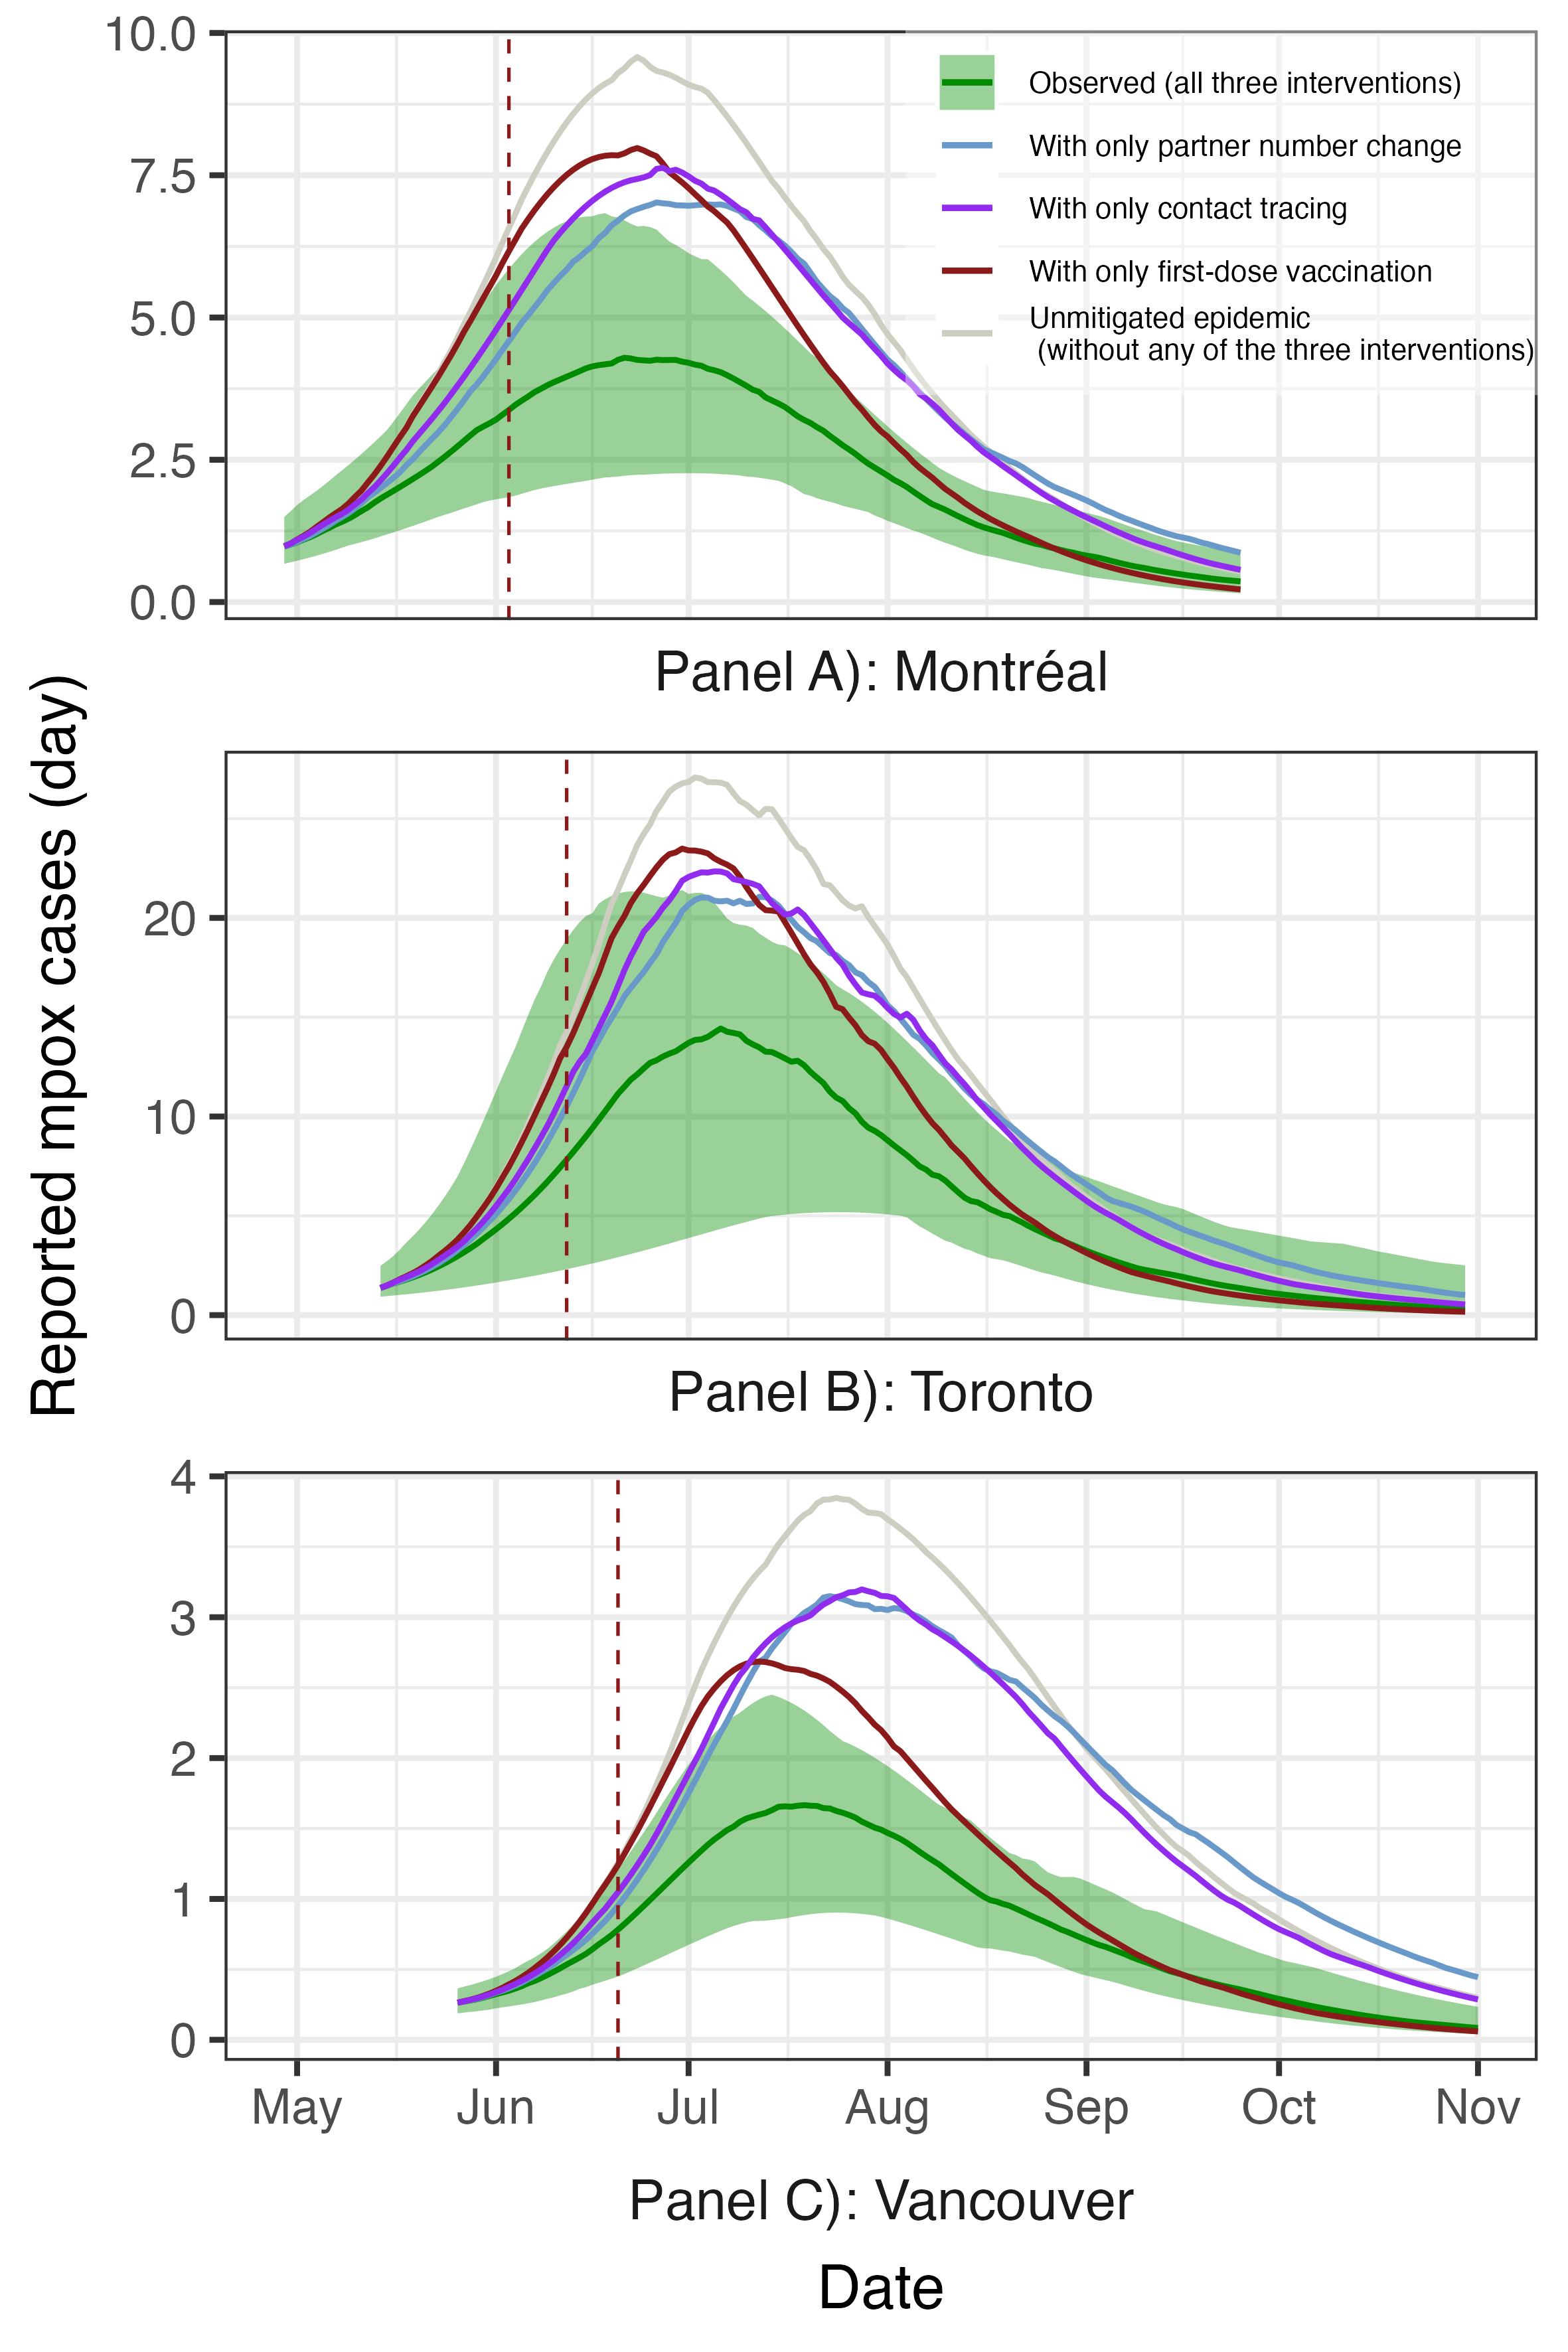 10.0
7.5
5.0
2.5
0.0
Observed (all three interventions)
With only partner number change
With only contact tracing
With only first-dose vaccination
Unmitigated epidemic
(without any of the three interventions)
Panel A): Montréal
Reported mpox cases (day)
20
10
0
Panel B): Toronto
4
3
2
1
0
May Jun Jul Aug Sep Oct Nov
Panel C): Vancouver
Date